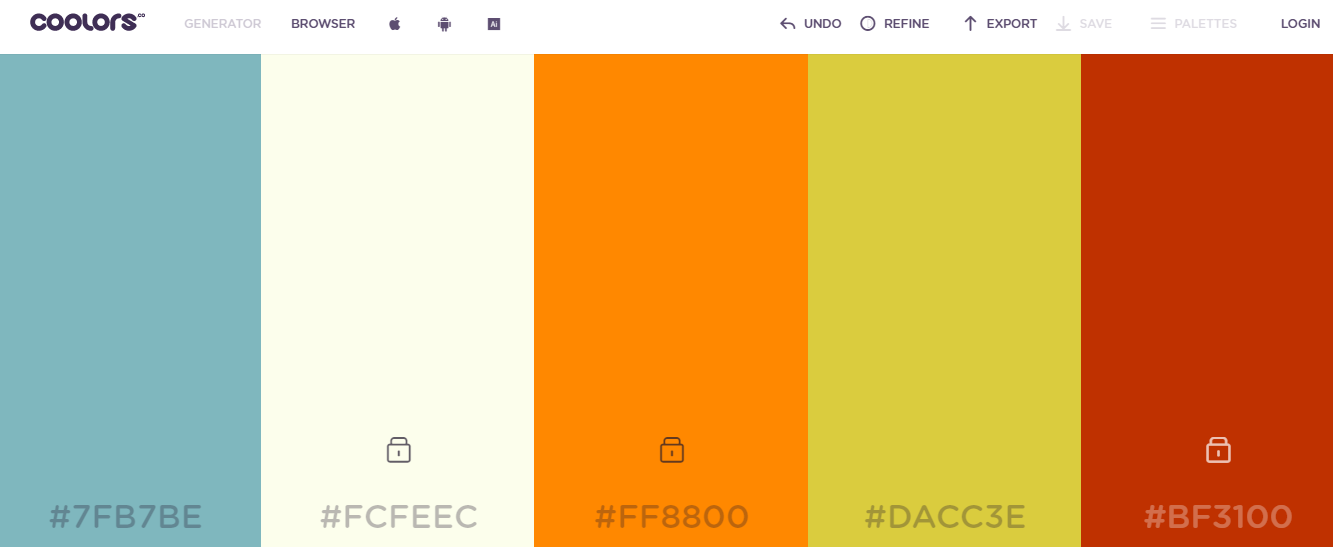 COOLORS.CO GENERATOR BROWSER Ai UNDO REFINE EXPORT SAVE PALETTES LOGIN
#7FB7BE #FCFEEC #FF8800 #DACC3E #BF3100